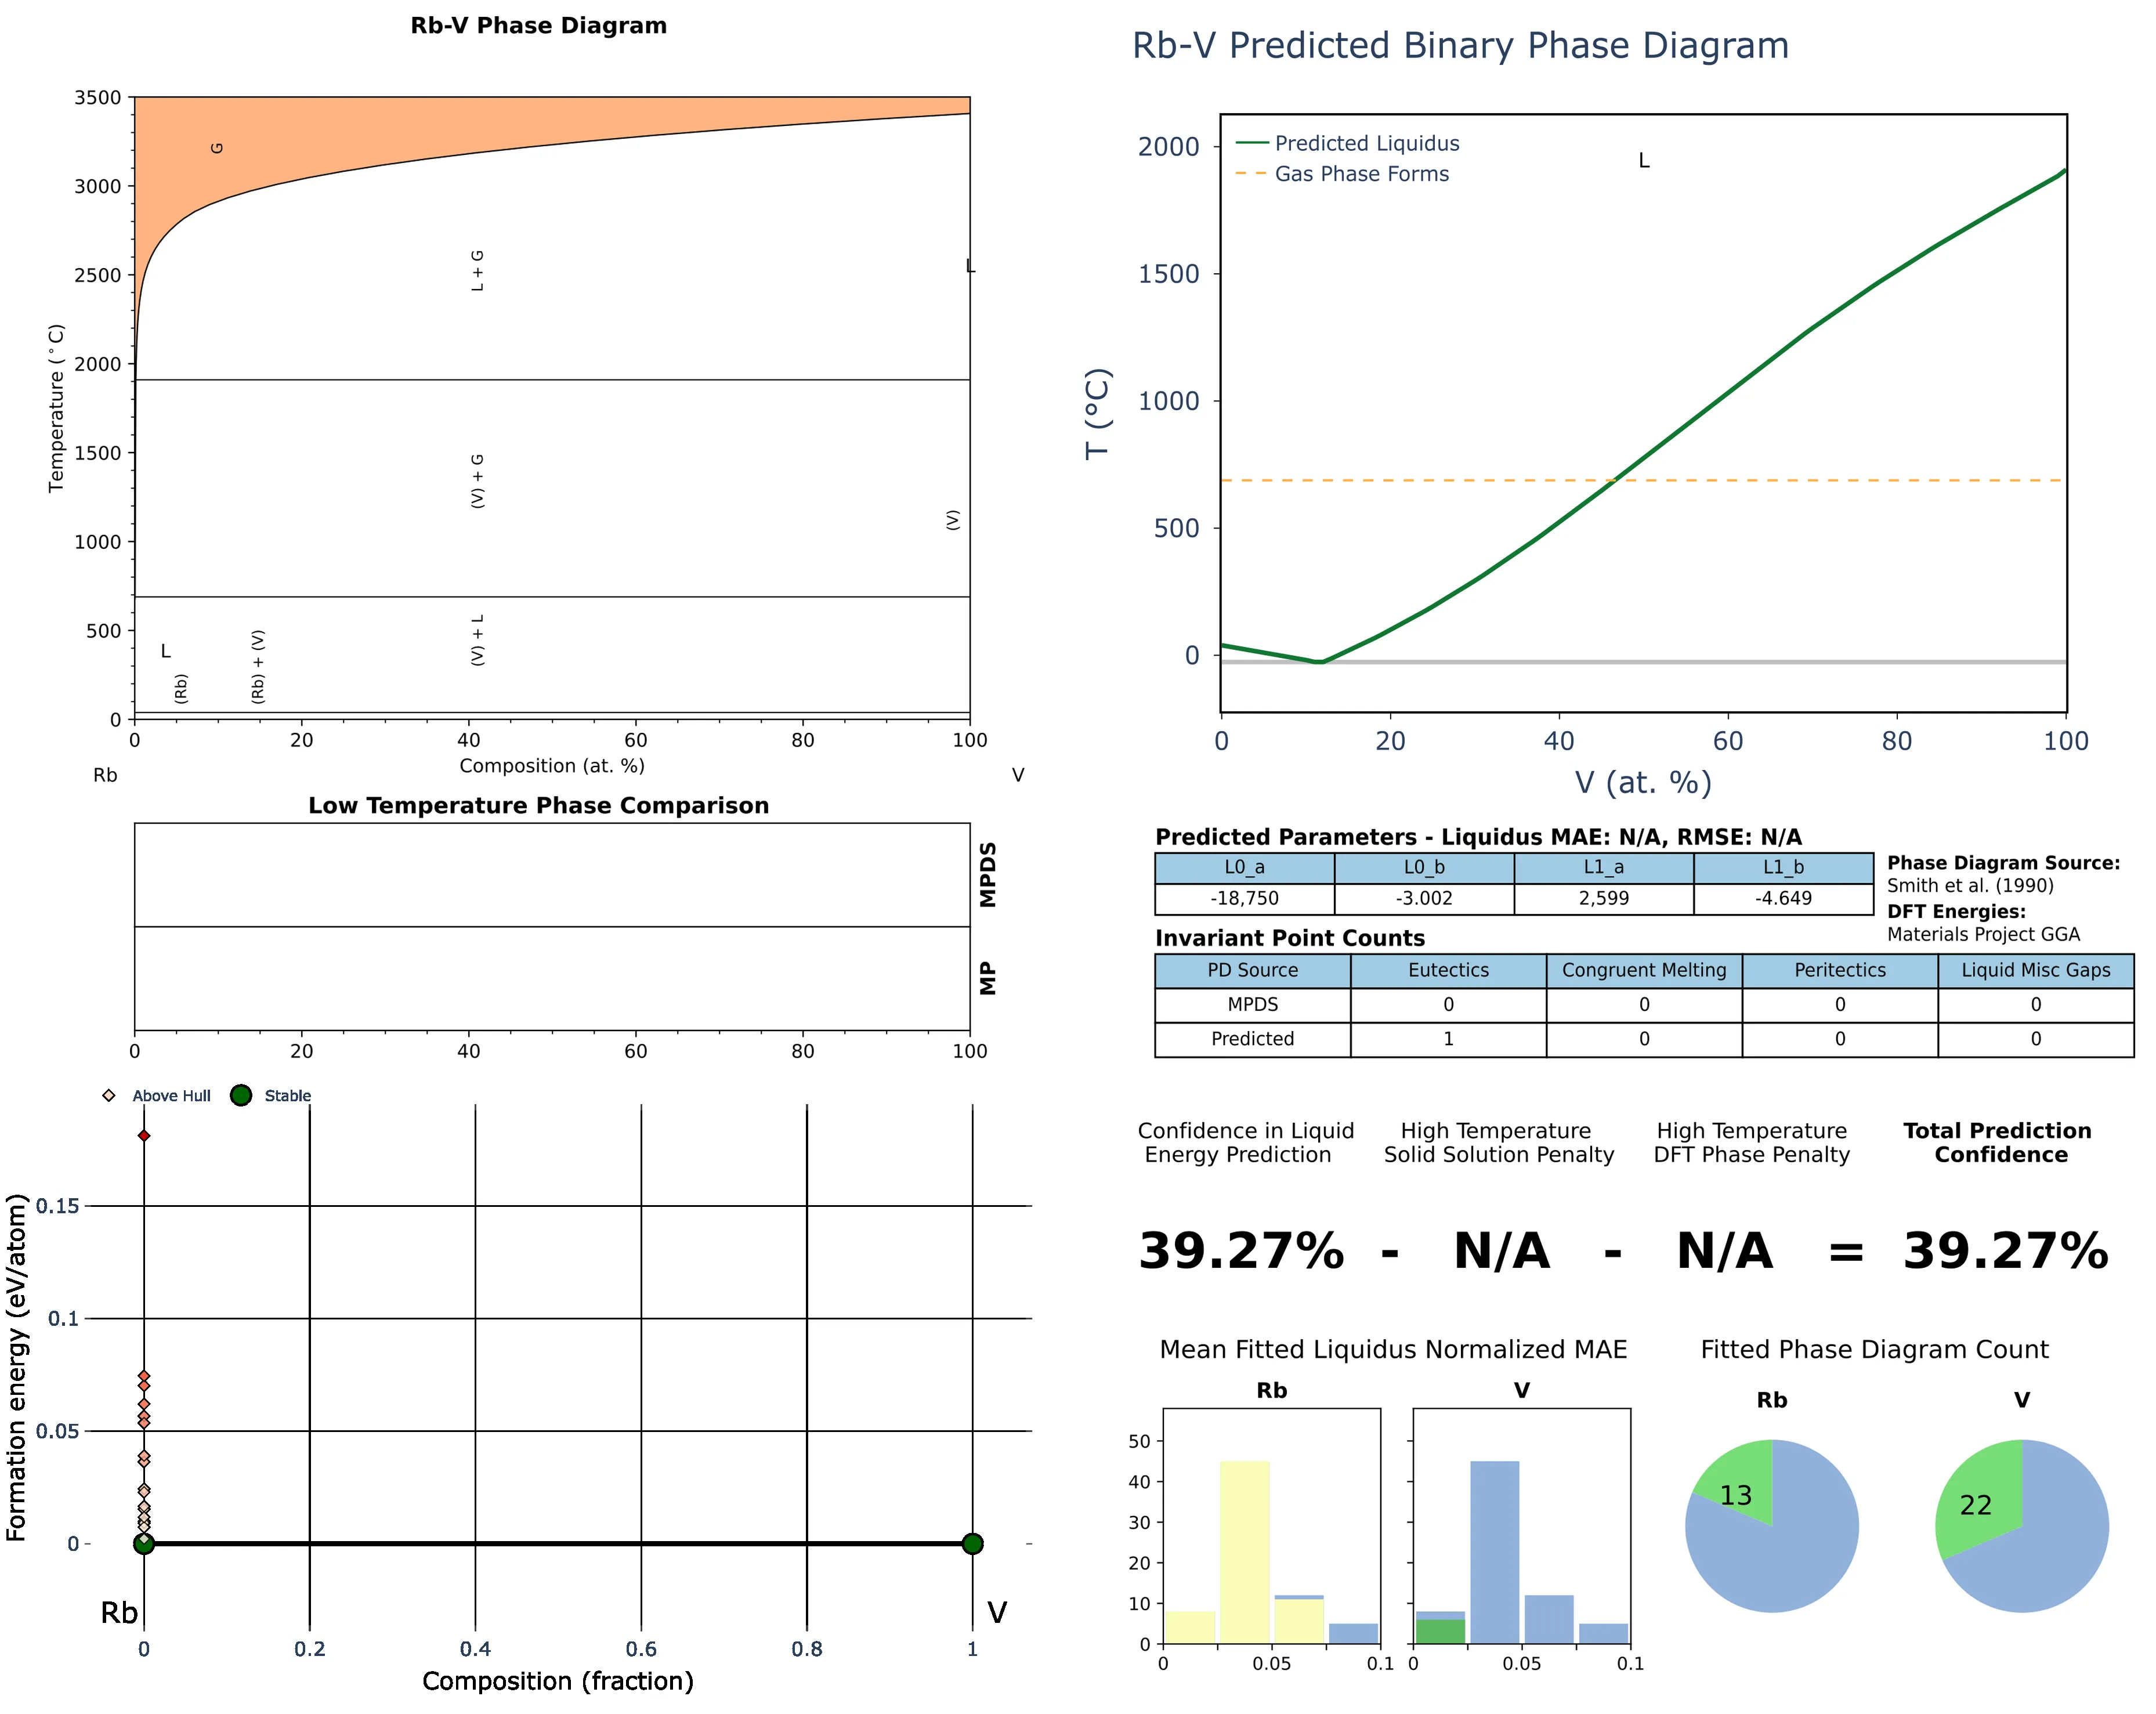 Rb-V Phase Diagram
3500
3000
2500
2000
1500
1000
500
0
Temperature (°C)
G
L + G
L
(V) + G
(V)
L
(Rb)
(Rb) + (V)
(V) + L
0 20 40 60 80 100
Composition (at. %)
Rb V
Low Temperature Phase Comparison
MPDS
MP
0 20 40 60 80 100
Above Hull Stable
0.15
0.1
0.05
0
Formation energy (eV/atom)
Rb V
0 0.2 0.4 0.6 0.8 1
Composition (fraction)
Rb-V Predicted Binary Phase Diagram
Predicted Liquidus
Gas Phase Forms
L
2000
1500
1000
500
0
T (°C)
0 20 40 60 80 100
V (at. %)
Predicted Parameters - Liquidus MAE: N/A, RMSE: N/A
L0_a L0_b L1_a L1_b
-18,750 -3.002 2,599 -4.649
Phase Diagram Source:
Smith et al. (1990)
DFT Energies:
Materials Project GGA
Invariant Point Counts
PD Source Eutectics Congruent Melting Peritectics Liquid Misc Gaps
MPDS 0 0 0 0
Predicted 1 0 0 0
Confidence in Liquid
Energy Prediction
High Temperature
Solid Solution Penalty
High Temperature
DFT Phase Penalty
Total Prediction
Confidence
39.27% - N/A - N/A = 39.27%
Mean Fitted Liquidus Normalized MAE
Rb V
50
40
30
20
10
0
0 0.05 0.1 0 0.05 0.1
Fitted Phase Diagram Count
Rb V
13 22